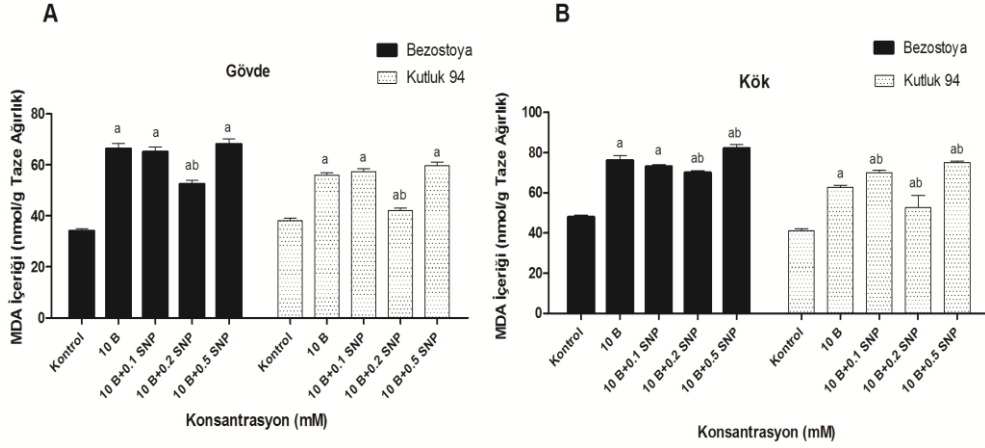 A
Bezostoya
Kutluk 94
Gövde
MDA İçeriği (nmol/g Taze Ağırlık)
80
60
40
20
0
a
a
ab
a
a
a
ab
a
Kontrol
10 B
10 B+0.1 SNP
10 B+0.2 SNP
10 B+0.5 SNP
Kontrol
10 B
10 B+0.1 SNP
10 B+0.2 SNP
10 B+0.5 SNP
Konsantrasyon (mM)
B
Bezostoya
Kutluk 94
Kök
MDA İçeriği (nmol/g Taze Ağırlık)
100
80
60
40
20
0
a
a
ab
ab
a
ab
ab
ab
Kontrol
10 B
10 B+0.1 SNP
10 B+0.2 SNP
10 B+0.5 SNP
Kontrol
10 B
10 B+0.1 SNP
10 B+0.2 SNP
10 B+0.5 SNP
Konsantrasyon (mM)